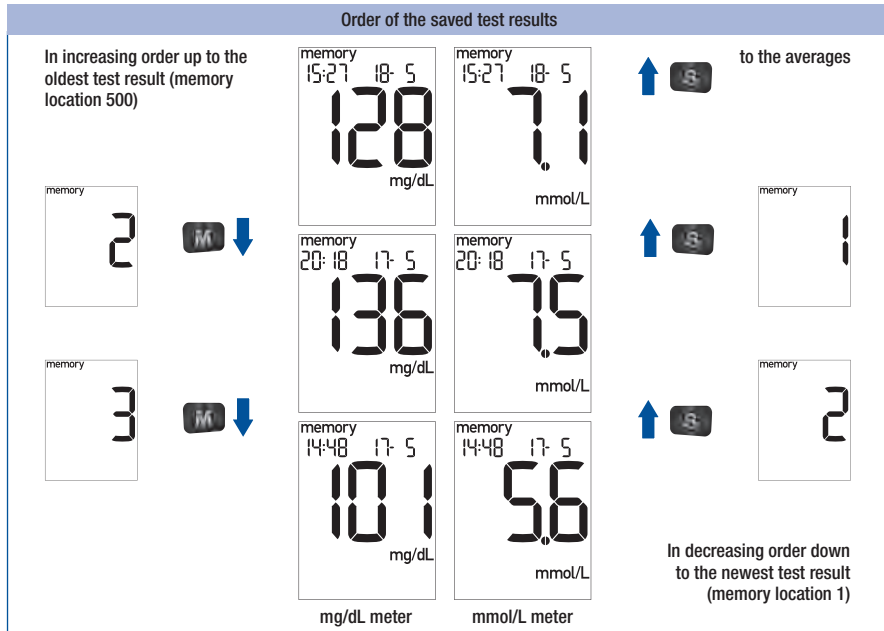 Order of the saved test results
In increasing order up to the
oldest test result (memory
location 500)
memory
15:27 18- 5
128
mg/dL
memory
15:27 18- 5
7.1
mmol/L
S
to the averages
memory
2
M
memory
20:18 17- 5
136
mg/dL
memory
20:18 17- 5
7.5
mmol/L
S
memory
1
memory
3
M
memory
14:48 17- 5
101
mg/dL
memory
14:48 17- 5
5.6
mmol/L
S
memory
2
In decreasing order down
to the newest test result
(memory location 1)
mg/dL meter
mmol/L meter